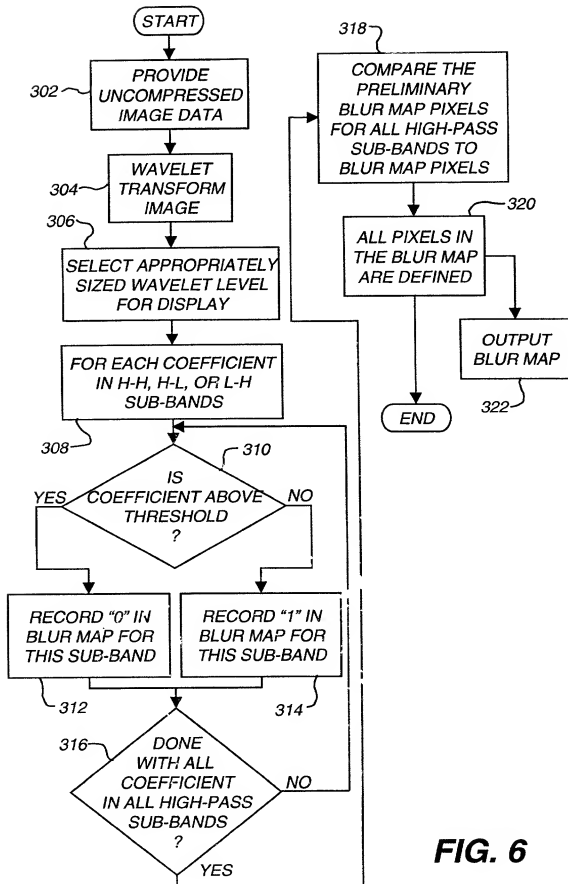 START
302
PROVIDE
UNCOMPRESSED
IMAGE DATA
304
WAVELET
TRANSFORM
IMAGE
306
SELECT APPROPRIATELY
SIZED WAVELET LEVEL
FOR DISPLAY
FOR EACH COEFFICIENT
IN H-H, H-L, OR L-H
SUB-BANDS
308
310
IS
COEFFICIENT ABOVE
THRESHOLD
?
YES
NO
RECORD "0" IN
BLUR MAP FOR
THIS SUB-BAND
312
RECORD "1" IN
BLUR MAP FOR
THIS SUB-BAND
314
316
DONE
WITH ALL
COEFFICIENT
IN ALL HIGH-PASS
SUB-BANDS
?
NO
YES
318
COMPARE THE
PRELIMINARY
BLUR MAP PIXELS
FOR ALL HIGH-PASS
SUB-BANDS TO
BLUR MAP PIXELS
320
ALL PIXELS IN
THE BLUR MAP
ARE DEFINED
OUTPUT
BLUR MAP
322
END
FIG. 6